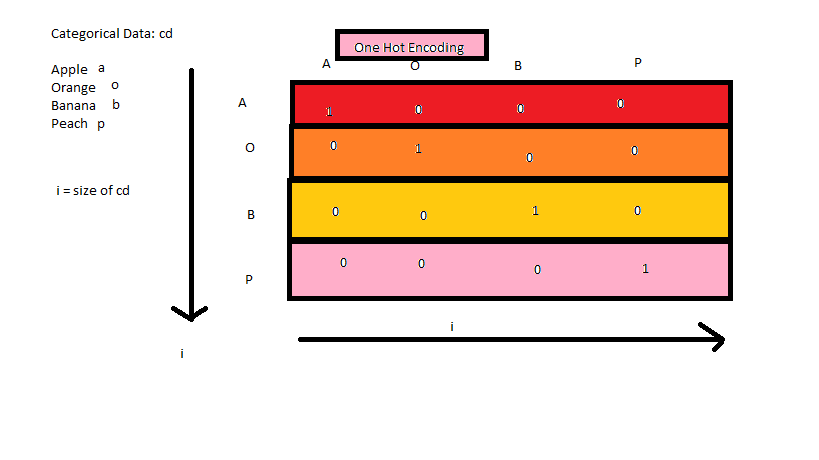 Categorical Data: cd
One Hot Encoding
A O B P
Apple a
Orange o
Banana b
Peach p
i = size of cd
A 1 0 0 0
O 0 1 0 0
B 0 0 1 0
P 0 0 0 1
i
i